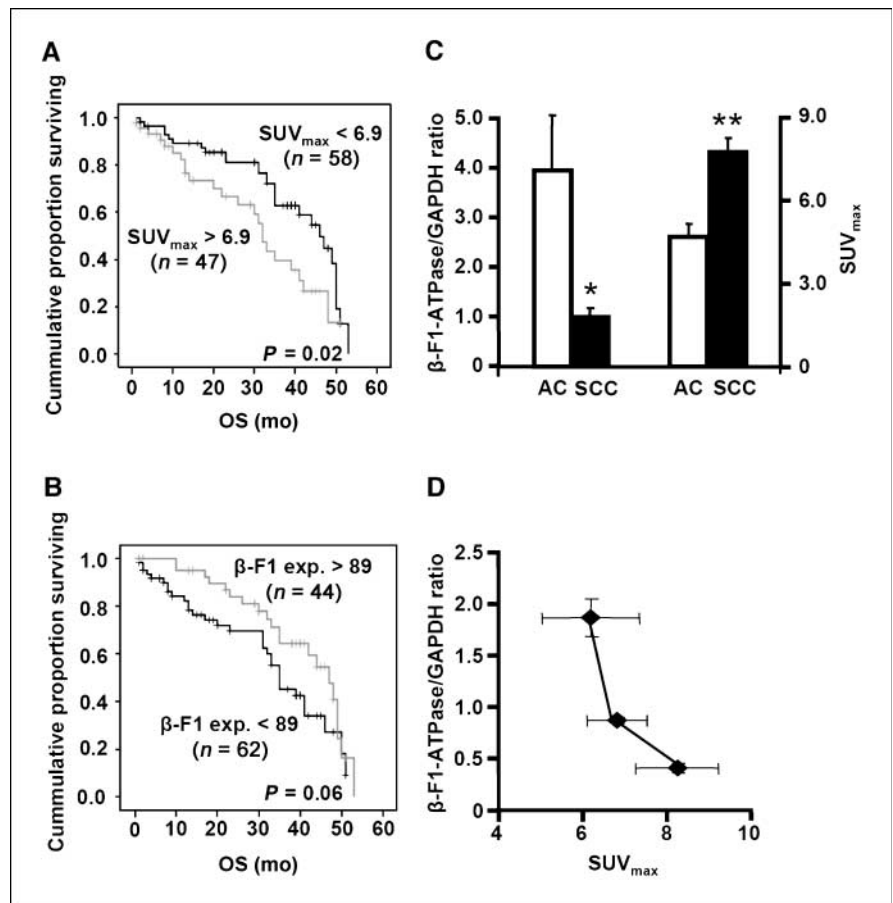 A
Cummulative proportion surviving
1.0
0.8
0.6
0.4
0.2
0.0
SUVmax < 6.9
(n = 58)
SUVmax > 6.9
(n = 47)
P = 0.02
0 10 20 30 40 50 60
OS (mo)
C
β-F1-ATPase/GAPDH ratio
5.0
4.0
3.0
2.0
1.0
0
*
**
9.0
6.0
3.0
0
SUVmax
AC SCC AC SCC
B
Cummulative proportion surviving
1.0
0.8
0.6
0.4
0.2
0.0
β-F1 exp. > 89
(n = 44)
β-F1 exp. < 89
(n = 62)
P = 0.06
0 10 20 30 40 50 60
OS (mo)
D
β-F1-ATPase/GAPDH ratio
2.5
2.0
1.5
1.0
0.5
0
4 6 8 10
SUVmax